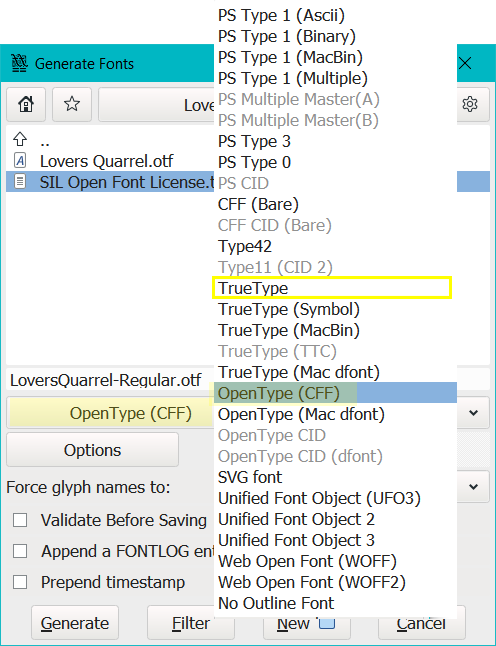 Generate Fonts
Love
..
Lovers Quarrel.otf
SIL Open Font License.t
LoversQuarrel-Regular.otf
OpenType (CFF)
Options
Force glyph names to:
Validate Before Saving
Append a FONTLOG ent
Prepend timestamp
Generate
Filter
New
Cancel
PS Type 1 (Ascii)
PS Type 1 (Binary)
PS Type 1 (MacBin)
PS Type 1 (Multiple)
PS Multiple Master(A)
PS Multiple Master(B)
PS Type 3
PS Type 0
PS CID
CFF (Bare)
CFF CID (Bare)
Type42
Type11 (CID 2)
TrueType
TrueType (Symbol)
TrueType (MacBin)
TrueType (TTC)
TrueType (Mac dfont)
OpenType (CFF)
OpenType (Mac dfont)
OpenType CID
OpenType CID (dfont)
SVG font
Unified Font Object (UFO3)
Unified Font Object 2
Unified Font Object 3
Web Open Font (WOFF)
Web Open Font (WOFF2)
No Outline Font